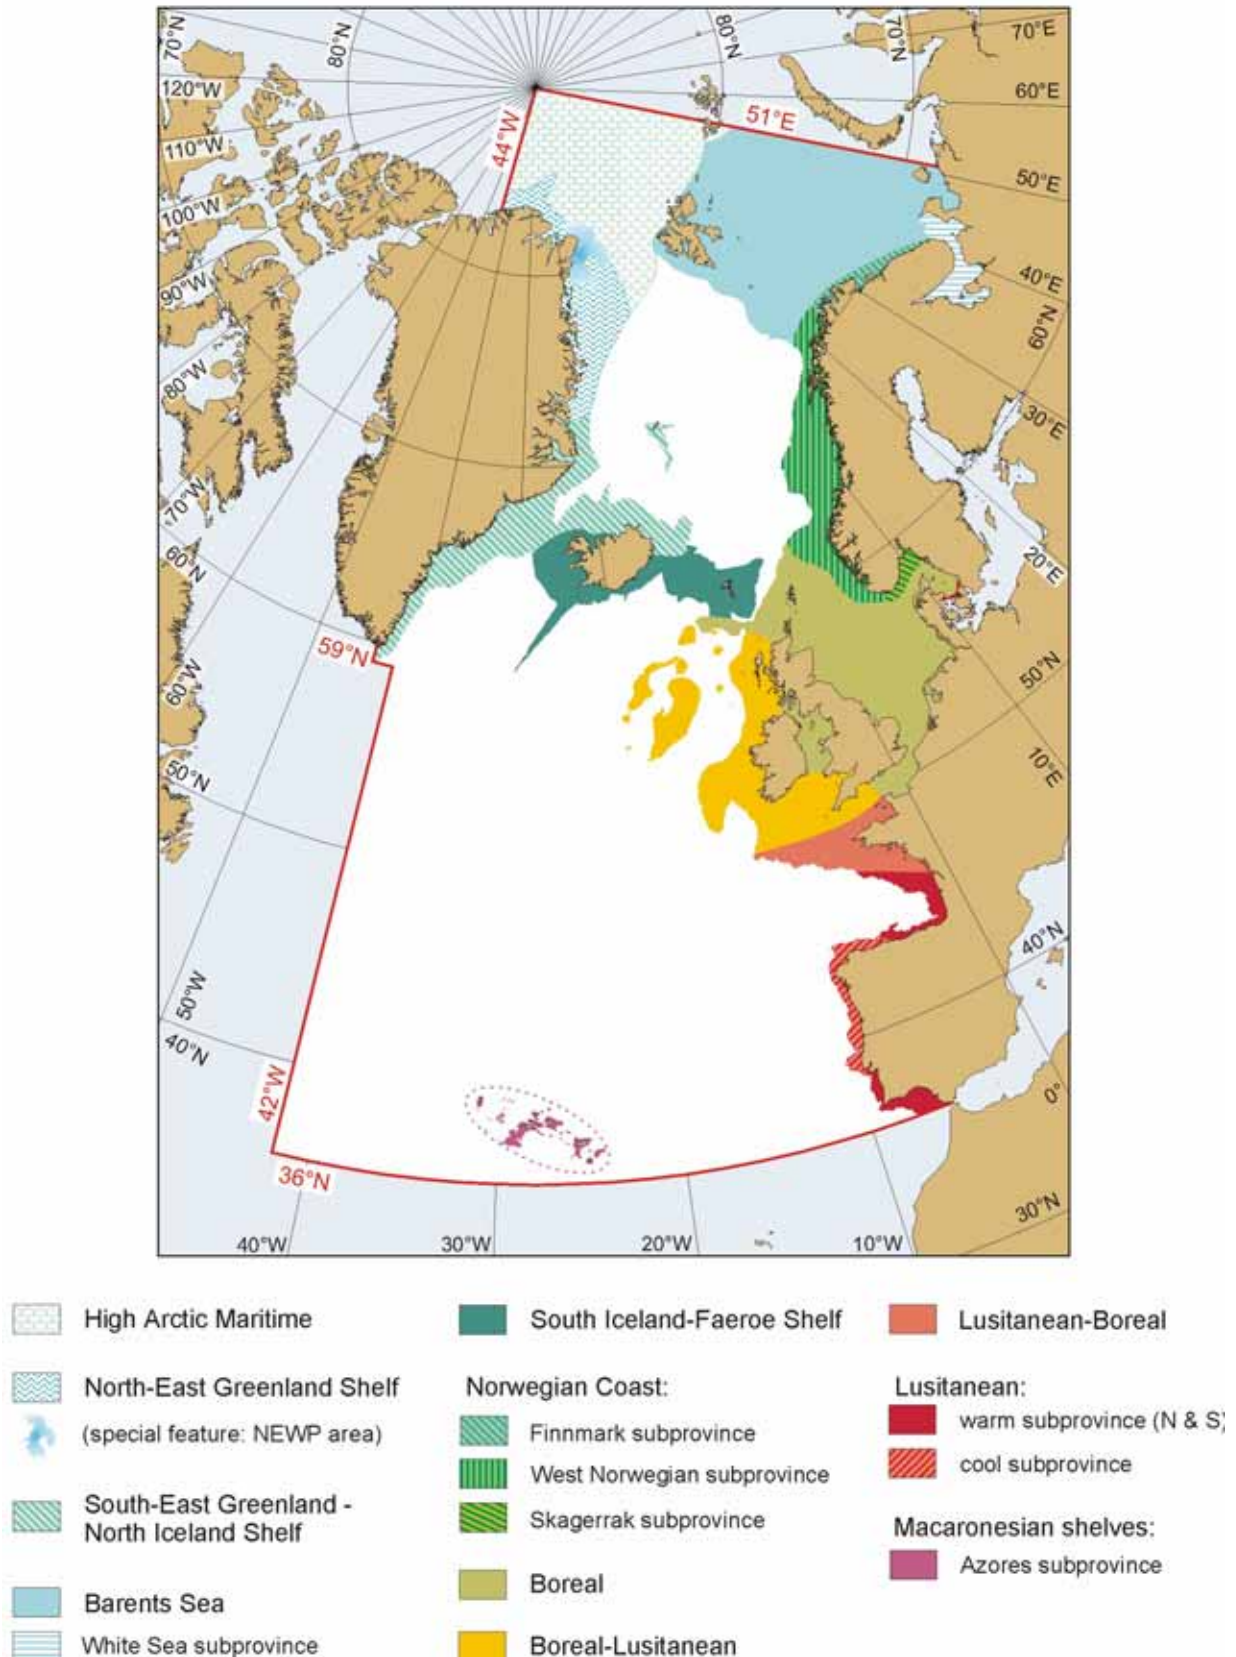 70°N
80°N
80°N
70°N
70°E
120°W
60°E
51°E
110°W
44°W
50°E
100°W
90°W
40°E
60°N
80°W
30°E
70°W
60°N
20°E
59°N
60°W
50°N
50°N
10°E
40°N
50°W
40°N
42°W
0°
36°N
30°N
40°W
30°W
20°W
10°W
High Arctic Maritime
North-East Greenland Shelf
(special feature: NEWP area)
South-East Greenland -
North Iceland Shelf
Barents Sea
White Sea subprovince
South Iceland-Faeroe Shelf
Norwegian Coast:
Finnmark subprovince
West Norwegian subprovince
Skagerrak subprovince
Boreal
Boreal-Lusitanean
Lusitanean-Boreal
Lusitanean:
warm subprovince (N & S)
cool subprovince
Macaronesian shelves:
Azores subprovince